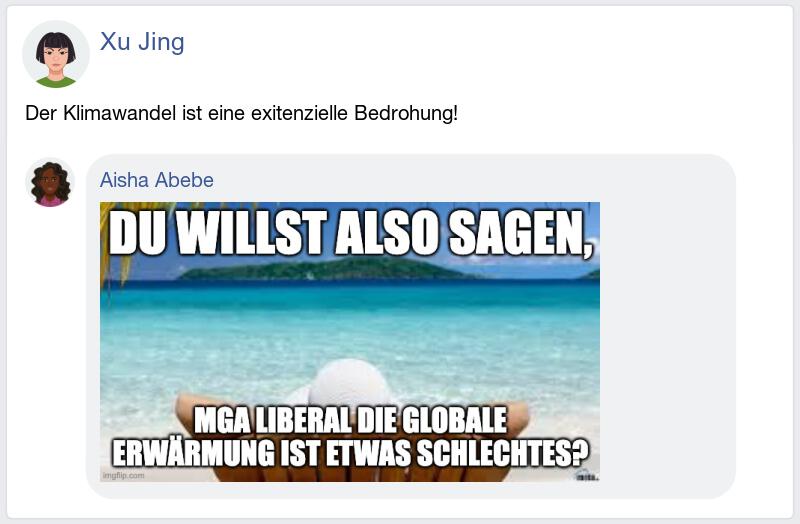 Xu Jing
Der Klimawandel ist eine exitenzielle Bedrohung!
Aisha Abebe
DU WILLST ALSO SAGEN,
MGA LIBERAL DIE GLOBALE
ERWÄRMUNG IST ETWAS SCHLECHTES?
imgflip.com